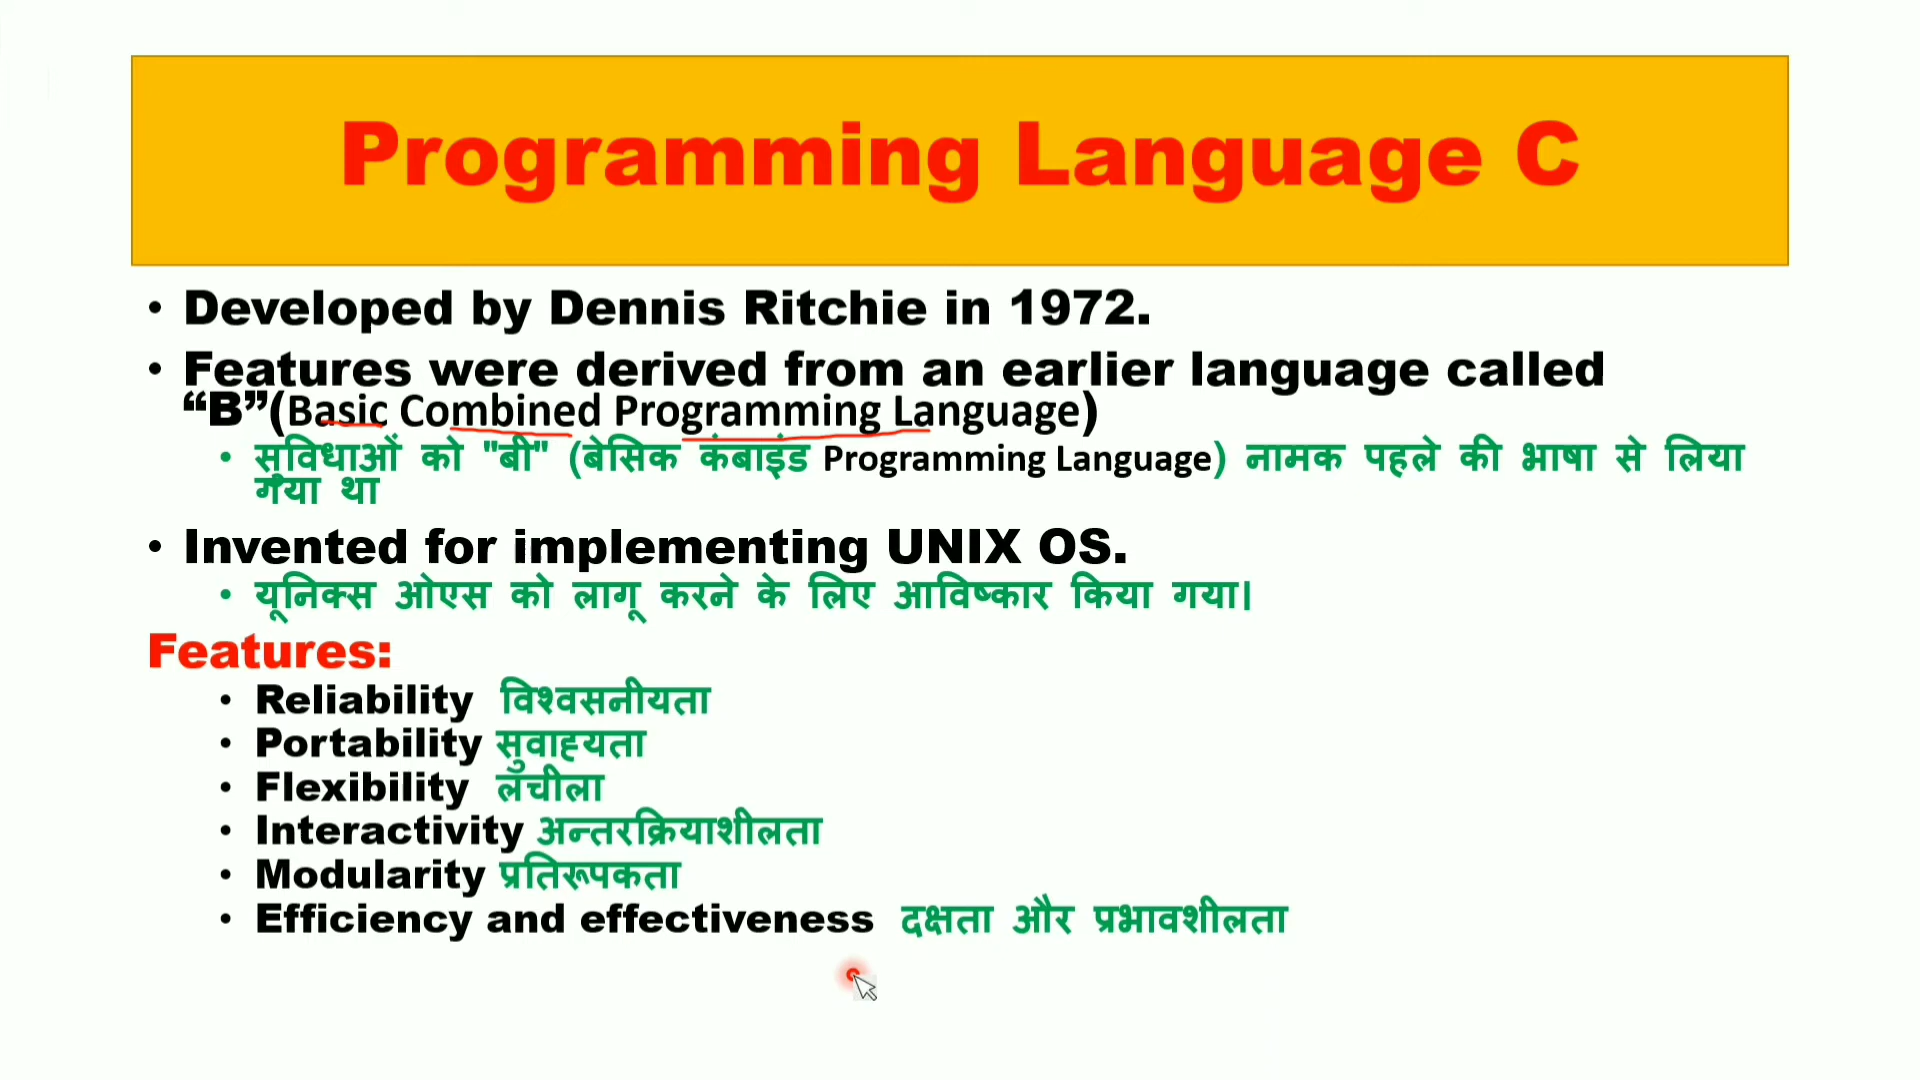 Programming Language C
• Developed by Dennis Ritchie in 1972.
• Features were derived from an earlier language called
“B”(Basic Combined Programming Language)
• सुविधाओं को "बी" (बेसिक कंबाइंड Programming Language) नामक पहले की भाषा से लिया
गया था
• Invented for implementing UNIX OS.
• यूनिक्स ओएस को लागू करने के लिए आविष्कार किया गया।
Features:
• Reliability विश्वसनीयता
• Portability सुवाह्यता
• Flexibility लचीला
• Interactivity अन्तरक्रियाशीलता
• Modularity प्रतिरूपकता
• Efficiency and effectiveness दक्षता और प्रभावशीलता